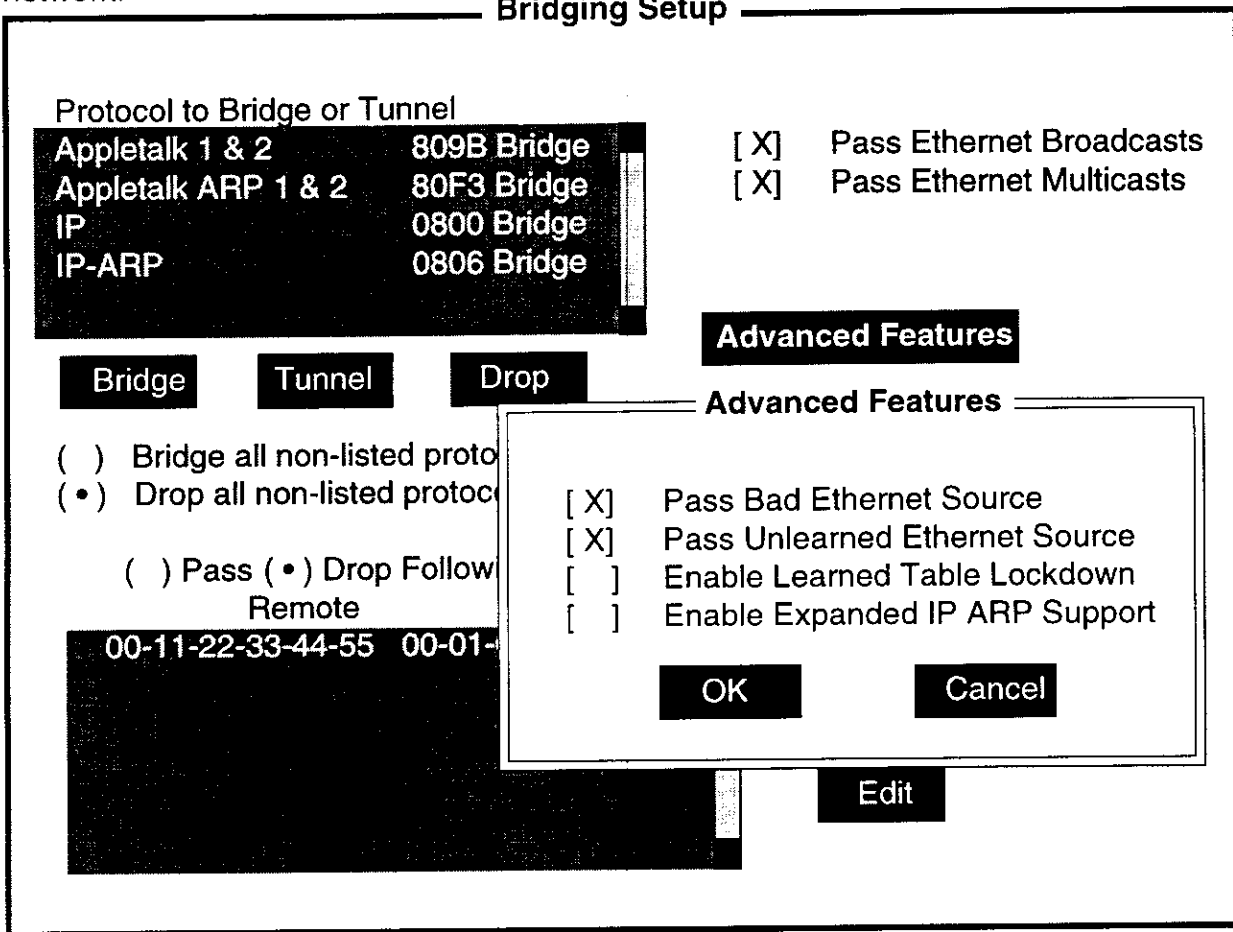 Bridging Setup
Protocol to Bridge or Tunnel
Appletalk 1 & 2 809B Bridge
Appletalk ARP 1 & 2 80F3 Bridge
IP 0800 Bridge
IP-ARP 0806 Bridge
[ X] Pass Ethernet Broadcasts
[ X] Pass Ethernet Multicasts
Advanced Features
Bridge Tunnel Drop
( ) Bridge all non-listed proto
( • ) Drop all non-listed protoc
( ) Pass ( • ) Drop Followi
Remote
00-11-22-33-44-55 00-01-
Advanced Features
[ X] Pass Bad Ethernet Source
[ X] Pass Unlearned Ethernet Source
[ ] Enable Learned Table Lockdown
[ ] Enable Expanded IP ARP Support
OK Cancel
Edit